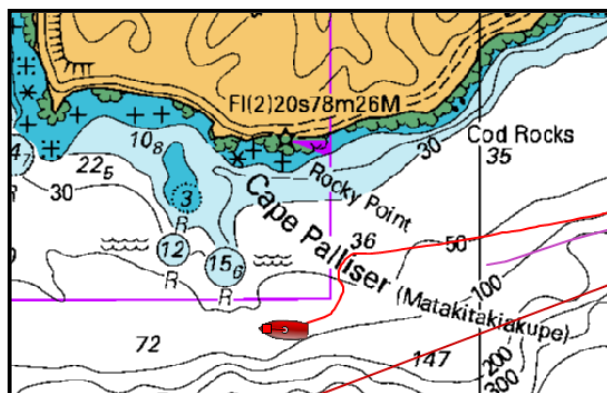 Fl(2)20s78m26M
Cod Rocks
10₈
30
35
4₇
22₅
R
30
3
Rocky Point
R
Cape Palliser
36
50
12
15₆
R
R
(Matakitakiakupe)
100
72
147
200
300